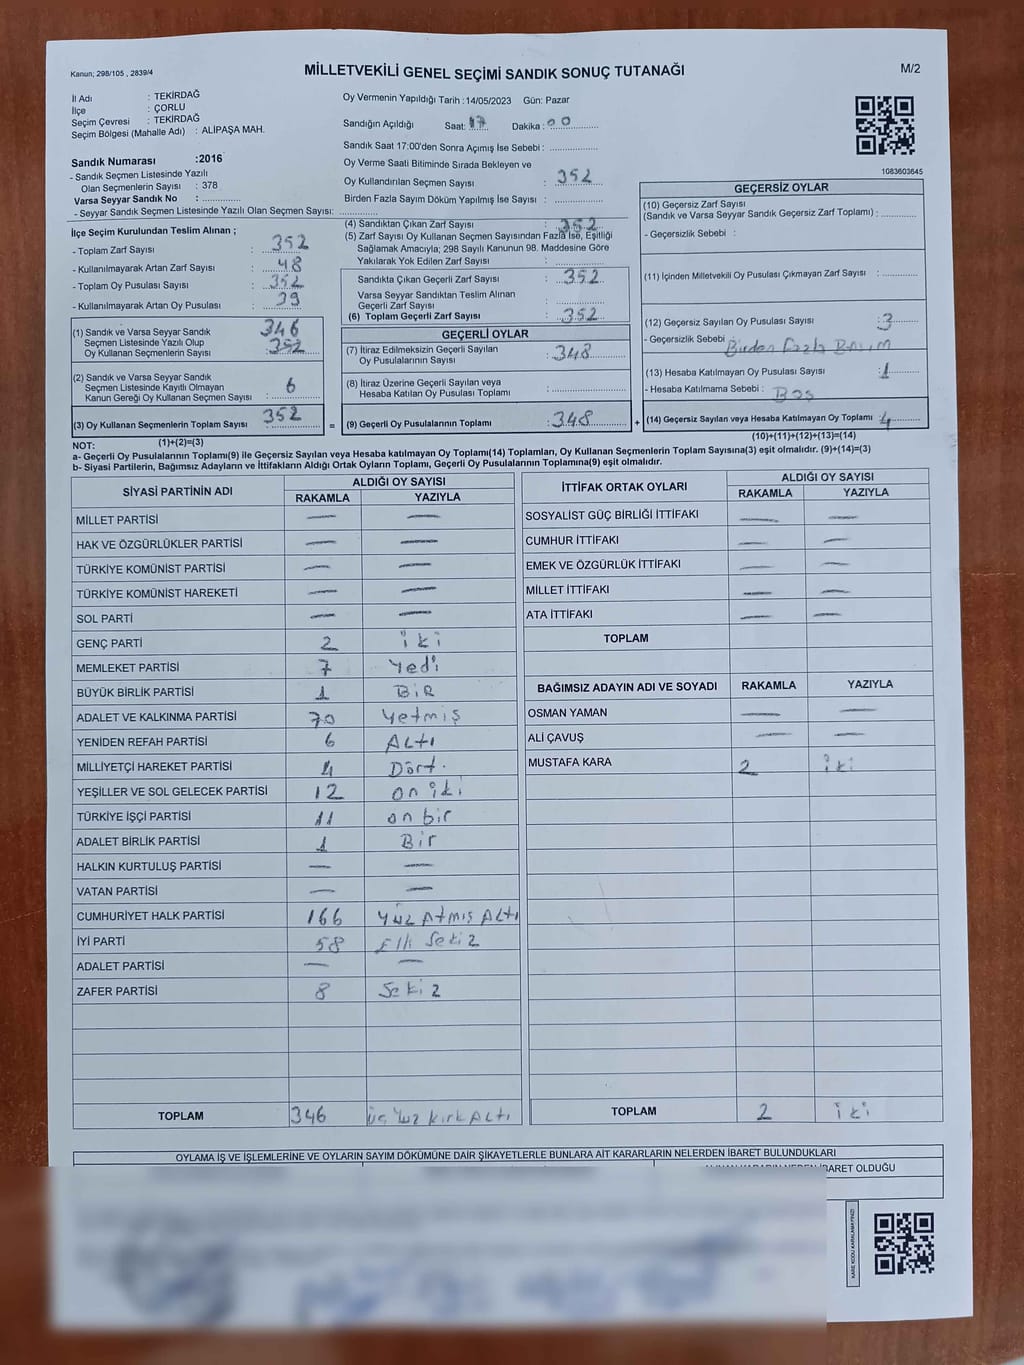 Kanun; 298/105 , 2839/4
MİLLETVEKİLİ GENEL SEÇİMİ SANDIK SONUÇ TUTANAĞI
M/2
İl Adı : TEKİRDAĞ
İlçe : ÇORLU
Seçim Çevresi : TEKİRDAĞ
Seçim Bölgesi (Mahalle Adı) : ALİPAŞA MAH.
Sandık Numarası :2016
- Sandık Seçmen Listesinde Yazılı
Olan Seçmenlerin Sayısı : 378
Varsa Seyyar Sandık No :
- Seyyar Sandık Seçmen Listesinde Yazılı Olan Seçmen Sayısı:
Oy Vermenin Yapıldığı Tarih :14/05/2023 Gün: Pazar
Sandığın Açıldığı Saat: 17 Dakika : 00
Sandık Saat 17:00'den Sonra Açımış İse Sebebi :
Oy Verme Saati Bitiminde Sırada Bekleyen ve
Oy Kullandırılan Seçmen Sayısı : 352
Birden Fazla Sayım Döküm Yapılmış İse Sayısı :
1083603645
İlçe Seçim Kurulundan Teslim Alınan ;
- Toplam Zarf Sayısı : 352
- Kullanılmayarak Artan Zarf Sayısı : 48
- Toplam Oy Pusulası Sayısı : 352
- Kullanılmayarak Artan Oy Pusulası : 39
(1) Sandık ve Varsa Seyyar Sandık 346
Seçmen Listesinde Yazılı Olup
Oy Kullanan Seçmenlerin Sayısı : 352
(2) Sandık ve Varsa Seyyar Sandık
Seçmen Listesinde Kayıtlı Olmayan
Kanun Gereği Oy Kullanan Seçmen Sayısı : 6
(3) Oy Kullanan Seçmenlerin Toplam Sayısı : 352
(4) Sandıktan Çıkan Zarf Sayısı : 352
(5) Zarf Sayısı Oy Kullanan Seçmen Sayısından Fazla İse, Eşitliği
Sağlamak Amacıyla; 298 Sayılı Kanunun 98. Maddesine Göre
Yakılarak Yok Edilen Zarf Sayısı :
Sandıkta Çıkan Geçerli Zarf Sayısı : 352
Varsa Seyyar Sandıktan Teslim Alınan
Geçerli Zarf Sayısı :
(6) Toplam Geçerli Zarf Sayısı : 352
GEÇERLİ OYLAR
(7) İtiraz Edilmeksizin Geçerli Sayılan
Oy Pusulalarının Sayısı : 348
(8) İtiraz Üzerine Geçerli Sayılan veya
Hesaba Katılan Oy Pusulası Toplamı :
= (9) Geçerli Oy Pusulalarının Toplamı : 348 +
GEÇERSİZ OYLAR
(10) Geçersiz Zarf Sayısı
(Sandık ve Varsa Seyyar Sandık Geçersiz Zarf Toplamı) :
- Geçersizlik Sebebi :
(11) İçinden Milletvekili Oy Pusulası Çıkmayan Zarf Sayısı :
(12) Geçersiz Sayılan Oy Pusulası Sayısı : 3
- Geçersizlik Sebebi Birden Fazla Basım
(13) Hesaba Katılmayan Oy Pusulası Sayısı : 1
- Hesaba Katılmama Sebebi : Boş
(14) Geçersiz Sayılan veya Hesaba Katılmayan Oy Toplamı : 4
NOT: (1)+(2)=(3)
(10)+(11)+(12)+(13)=(14)
a- Geçerli Oy Pusulalarının Toplamı(9) ile Geçersiz Sayılan veya Hesaba Katılmayan Oy Toplamı(14) Toplamları, Oy Kullanan Seçmenlerin Toplam Sayısına(3) eşit olmalıdır. (9)+(14)=(3)
b- Siyasi Partilerin, Bağımsız Adayların ve İttifakların Aldığı Ortak Oyların Toplamı, Geçerli Oy Pusulalarının Toplamına(9) eşit olmalıdır.
SİYASİ PARTİNİN ADI ALDIĞI OY SAYISI
RAKAMLA YAZIYLA
MİLLET PARTİSİ — —
HAK VE ÖZGÜRLÜKLER PARTİSİ — —
TÜRKİYE KOMÜNİST PARTİSİ — —
TÜRKİYE KOMÜNİST HAREKETİ — —
SOL PARTİ — —
GENÇ PARTİ 2 iki
MEMLEKET PARTİSİ 7 Yedi
BÜYÜK BİRLİK PARTİSİ 1 BİR
ADALET VE KALKINMA PARTİSİ 70 Yetmiş
YENİDEN REFAH PARTİSİ 6 ALtı
MİLLİYETÇİ HAREKET PARTİSİ 4 Dört.
YEŞİLLER VE SOL GELECEK PARTİSİ 12 on iki
TÜRKİYE İŞÇİ PARTİSİ 11 on bir
ADALET BİRLİK PARTİSİ 1 Bir
HALKIN KURTULUŞ PARTİSİ — —
VATAN PARTİSİ — —
CUMHURİYET HALK PARTİSİ 166 Yüz Atmış ALtı
İYİ PARTİ 58 Elli Sekiz
ADALET PARTİSİ — —
ZAFER PARTİSİ 8 Sekiz
TOPLAM 346 üç Yuz Kırk ALtı
İTTİFAK ORTAK OYLARI ALDIĞI OY SAYISI
RAKAMLA YAZIYLA
SOSYALİST GÜÇ BİRLİĞİ İTTİFAKI — —
CUMHUR İTTİFAKI — —
EMEK VE ÖZGÜRLÜK İTTİFAKI — —
MİLLET İTTİFAKI — —
ATA İTTİFAKI — —
TOPLAM
BAĞIMSIZ ADAYIN ADI VE SOYADI RAKAMLA YAZIYLA
OSMAN YAMAN — —
ALİ ÇAVUŞ — —
MUSTAFA KARA 2 iki
TOPLAM 2 iki
OYLAMA İŞ VE İŞLEMLERİNE VE OYLARIN SAYIM DÖKÜMÜNE DAİR ŞİKAYETLERLE BUNLARA AİT KARARLARIN NELERDEN İBARET BULUNDUKLARI
İBARET OLDUĞU